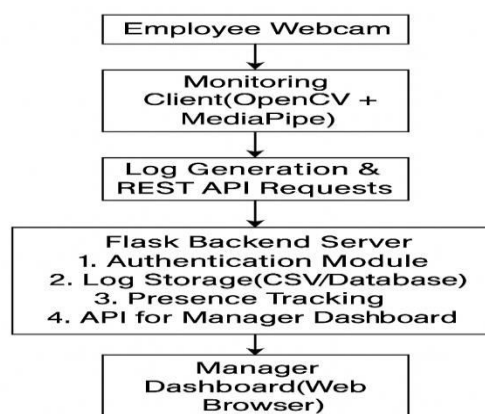 Employee Webcam
Monitoring
Client(OpenCV +
MediaPipe)
Log Generation &
REST API Requests
Flask Backend Server
1. Authentication Module
2. Log Storage(CSV/Database)
3. Presence Tracking
4. API for Manager Dashboard
Manager
Dashboard(Web
Browser)